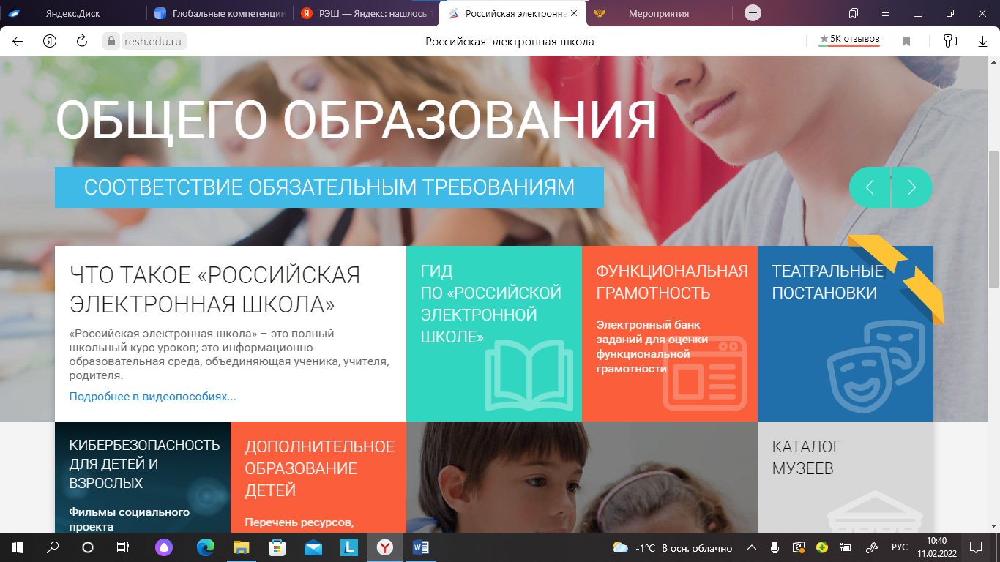 Яндекс.Диск
Глобальные компетенции
РЭШ — Яндекс: нашлось
Российская электронна
Мероприятия
resh.edu.ru
Российская электронная школа
★ 5К отзывов
ОБЩЕГО ОБРАЗОВАНИЯ
СООТВЕТСТВИЕ ОБЯЗАТЕЛЬНЫМ ТРЕБОВАНИЯМ
ЧТО ТАКОЕ «РОССИЙСКАЯ
ЭЛЕКТРОННАЯ ШКОЛА»
«Российская электронная школа» – это полный
школьный курс уроков; это информационно-
образовательная среда, объединяющая ученика, учителя,
родителя.
Подробнее в видеопособиях...
ГИД
ПО «РОССИЙСКОЙ
ЭЛЕКТРОННОЙ
ШКОЛЕ»
ФУНКЦИОНАЛЬНАЯ
ГРАМОТНОСТЬ
Электронный банк
заданий для оценки
функциональной
грамотности
ТЕАТРАЛЬНЫЕ
ПОСТАНОВКИ
КИБЕРБЕЗОПАСНОСТЬ
ДЛЯ ДЕТЕЙ И
ВЗРОСЛЫХ
Фильмы социального
проекта
ДОПОЛНИТЕЛЬНОЕ
ОБРАЗОВАНИЕ
ДЕТЕЙ
Перечень ресурсов,
КАТАЛОГ
МУЗЕЕВ
-1°C В осн. облачно
РУС
10:40
11.02.2022